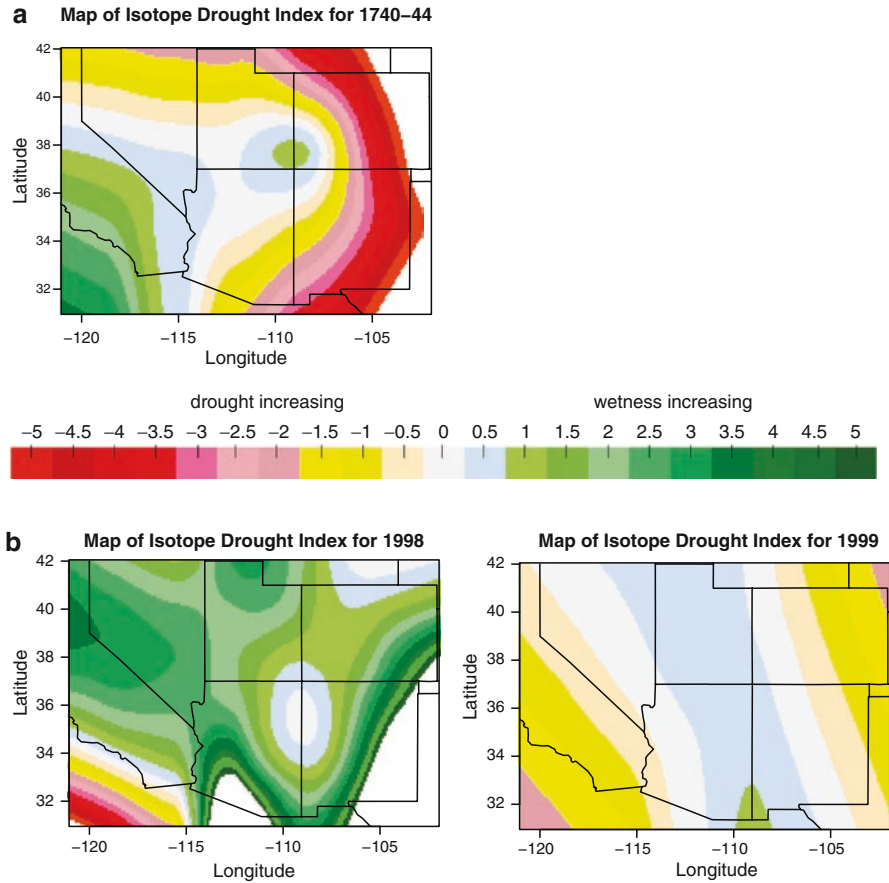 a Map of Isotope Drought Index for 1740–44
42
40
38
36
34
32
Latitude
−120 −115 −110 −105
Longitude
drought increasing wetness increasing
−5 −4.5 −4 −3.5 −3 −2.5 −2 −1.5 −1 −0.5 0 0.5 1 1.5 2 2.5 3 3.5 4 4.5 5
b Map of Isotope Drought Index for 1998
42
40
38
36
34
32
Latitude
−120 −115 −110 −105
Longitude
Map of Isotope Drought Index for 1999
42
40
38
36
34
32
Latitude
−120 −115 −110 −105
Longitude